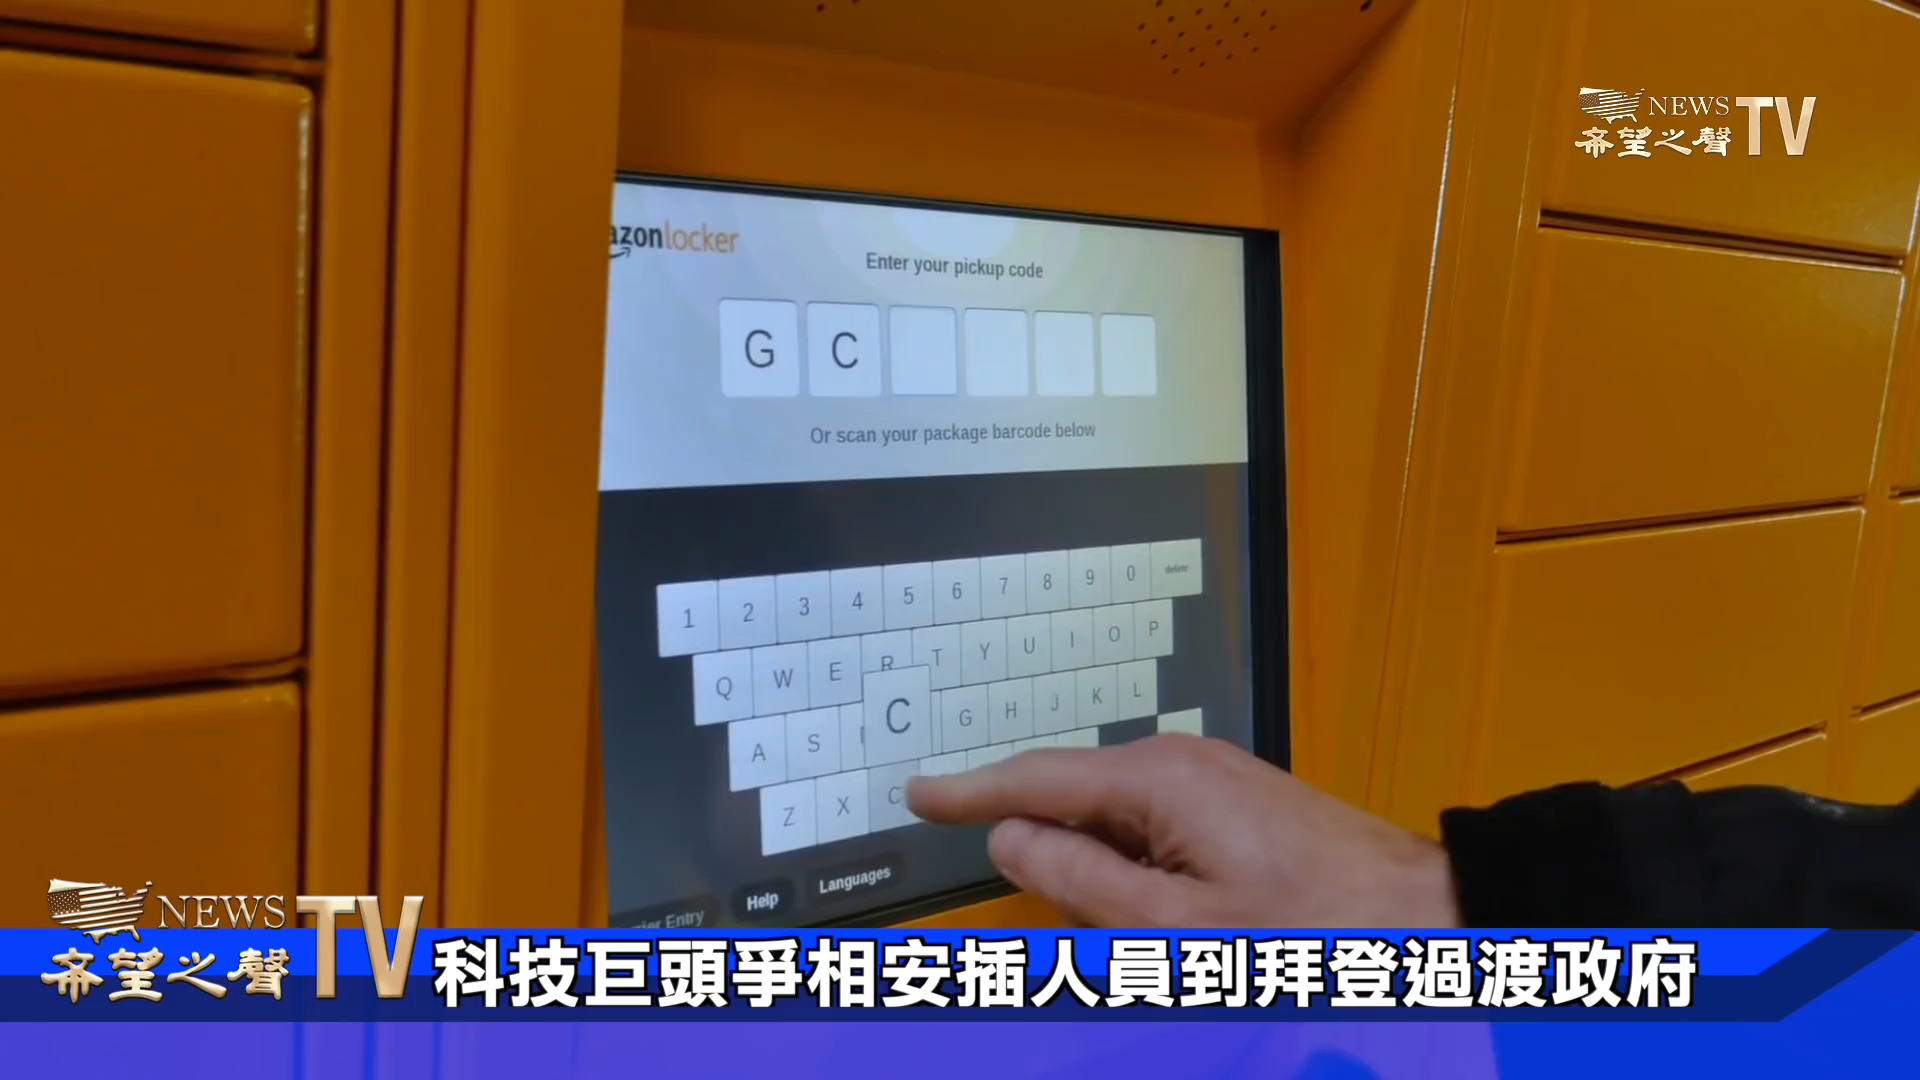 NEWS
希望之聲 TV
azonlocker
Enter your pickup code
G C
Or scan your package barcode below
1 2 3 4 5 6 7 8 9 0 delete
Q W E R T Y U I O P
A S G H J K L
C
Z X C
Entry Help Languages
NEWS
希望之聲 TV
科技巨頭爭相安插人員到拜登過渡政府